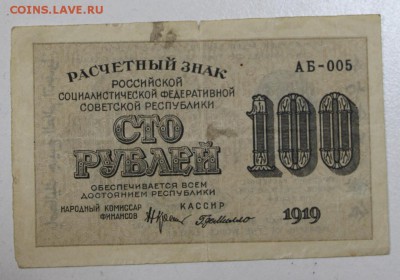 COINS.LAV.RU
РАСЧЕТНЫЙ ЗНАК
РОССИЙСКОЙ
СОЦИАЛИСТИЧЕСКОЙ ФЕДЕРАТИВНОЙ
СОВЕТСКОЙ РЕСПУБЛИКИ
АБ-005
СТО
РУБЛЕЙ
100
ОБЕСПЕЧИВАЕТСЯ ВСЕМ
ДОСТОЯНИЕМ РЕСПУБЛИКИ
НАРОДНЫЙ КОМИССАР
ФИНАНСОВ
КАССИР
1919